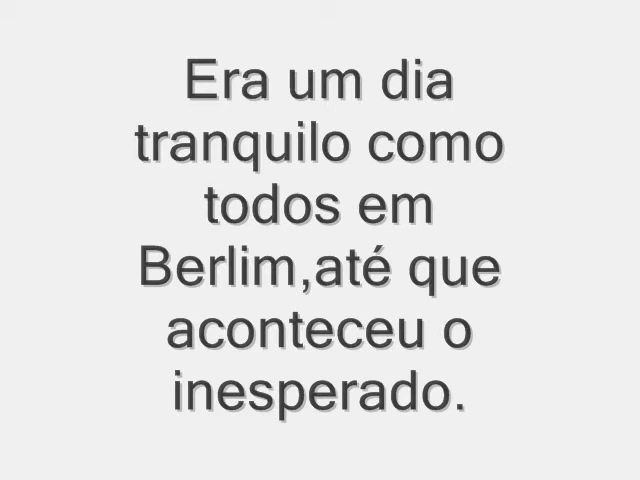 Era um dia
tranquilo como
todos em
Berlim,até que
aconteceu o
inesperado.